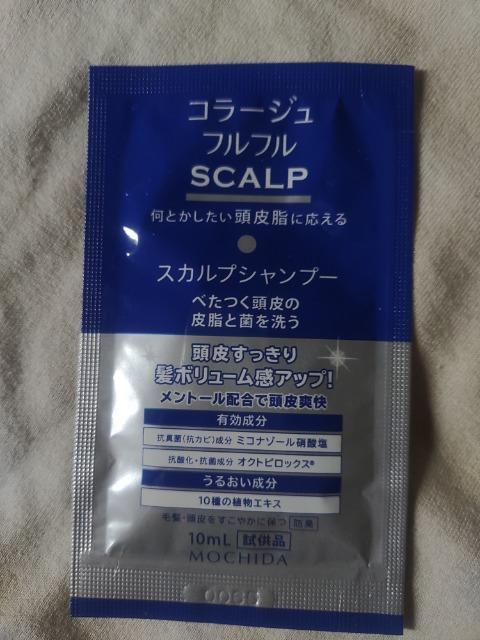 コラージュ
フルフル
SCALP
何とかしたい頭皮脂に応える
スカルプシャンプー
べたつく頭皮の
皮脂と菌を洗う
頭皮すっきり
髪ボリューム感アップ!
メントール配合で頭皮爽快
有効成分
抗真菌(抗カビ)成分 ミコナゾール硝酸塩
抗酸化・抗菌成分 オクトピロックス®
うるおい成分
10種の植物エキス
毛髪・頭皮をすこやかに保つ 防臭
10mL 試供品
MOCHIDA